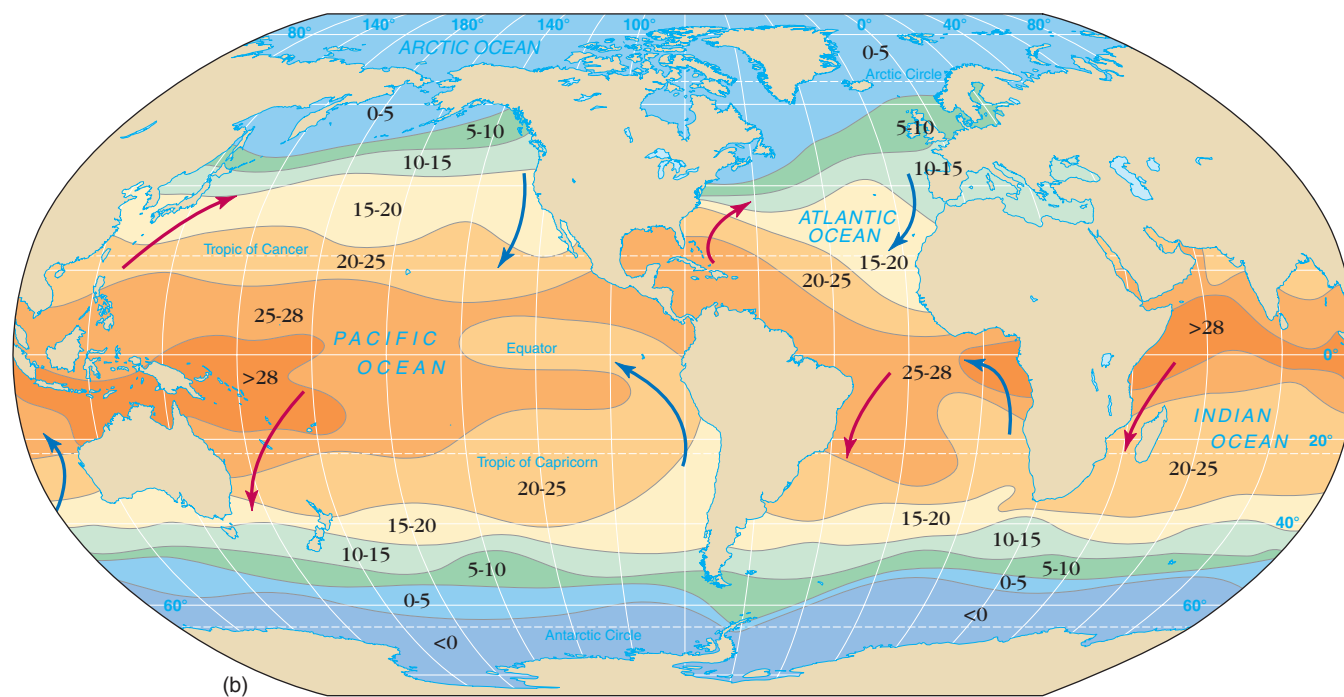 140° 180° 140° 100° 0° 40° 80°
80° 80°
ARCTIC OCEAN
0-5
Arctic Circle
0-5
5-10
5-10
10-15
10-15
15-20
ATLANTIC
OCEAN
Tropic of Cancer
15-20
20-25
20-25
25-28
>28
PACIFIC
OCEAN
Equator
0°
>28
25-28
INDIAN
OCEAN
20°
Tropic of Capricorn
20-25
20-25
15-20
15-20
40°
10-15
10-15
5-10
5-10
0-5
0-5
60°
60°
<0
<0
Antarctic Circle
(b)